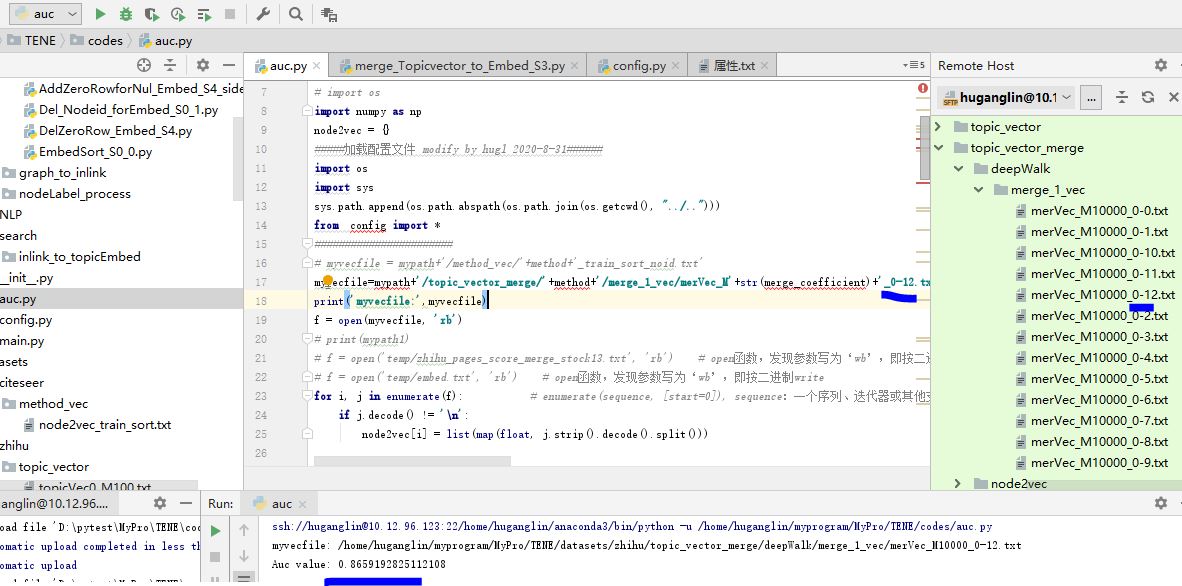 auc
TENE codes auc.py
AddZeroRowforNul_Embed_S4_side
Del_Nodeid_forEmbed_S0_1.py
DelZeroRow_Embed_S4.py
EmbedSort_S0_0.py
graph_to_inlink
nodeLabel_process
NLP
search
inlink_to_topicEmbed
__init__.py
auc.py
config.py
main.py
asets
citeseer
method_vec
node2vec_train_sort.txt
zhihu
topic_vector
topicVec0_M100.txt
auc.py merge_Topicvector_to_Embed_S3.py config.py 属性.txt 5
7 # import os
8 import numpy as np
9 node2vec = {}
10 #####加载配置文件 modify by hugl 2020-8-31######
11 import os
12 import sys
13 sys.path.append(os.path.abspath(os.path.join(os.getcwd(), "../..")))
14 from _config import *
15 #####################
16 # myvecfile = mypath+'/method_vec/'+method+'_train_sort_noid.txt'
17 myvecfile=mypath+'/topic_vector_merge/'+method+'/merge_1_vec/merVec_M'+str(merge_coefficient)+'_0-12.tx
18 print('myvecfile:',myvecfile)
19 f = open(myvecfile, 'rb')
20 # print(mypath1)
21 # f = open('temp/zhihu_pages_score_merge_stock13.txt', 'rb') # open函数，发现参数写为‘wb’，即按二进
22 # f = open('temp/embed.txt', 'rb') # open函数，发现参数写为‘wb’，即按二进制write
23 for i, j in enumerate(f): # enumerate(sequence, [start=0]), sequence：一个序列、迭代器或其他支
24 if j.decode() != '\n':
25 node2vec[i] = list(map(float, j.strip().decode().split()))
26
Remote Host
SFTP huganglin@10.1 ...
topic_vector
topic_vector_merge
deepWalk
merge_1_vec
merVec_M10000_0-0.txt
merVec_M10000_0-1.txt
merVec_M10000_0-10.txt
merVec_M10000_0-11.txt
merVec_M10000_0-12.txt
merVec_M10000_0-2.txt
merVec_M10000_0-3.txt
merVec_M10000_0-4.txt
merVec_M10000_0-5.txt
merVec_M10000_0-6.txt
merVec_M10000_0-7.txt
merVec_M10000_0-8.txt
merVec_M10000_0-9.txt
node2vec
anglin@10.12.96....
oad file 'D:\pytest\MyPro\TENE\coo
omatic upload completed in less th
omatic upload
oad file 'D:\pytest\MyPro\TENE\coo
Run: auc
ssh://huganglin@10.12.96.123:22/home/huganglin/anaconda3/bin/python -u /home/huganglin/myprogram/MyPro/TENE/codes/auc.py
myvecfile: /home/huganglin/myprogram/MyPro/TENE/datasets/zhihu/topic_vector_merge/deepWalk/merge_1_vec/merVec_M10000_0-12.txt
Auc value: 0.8659192825112108